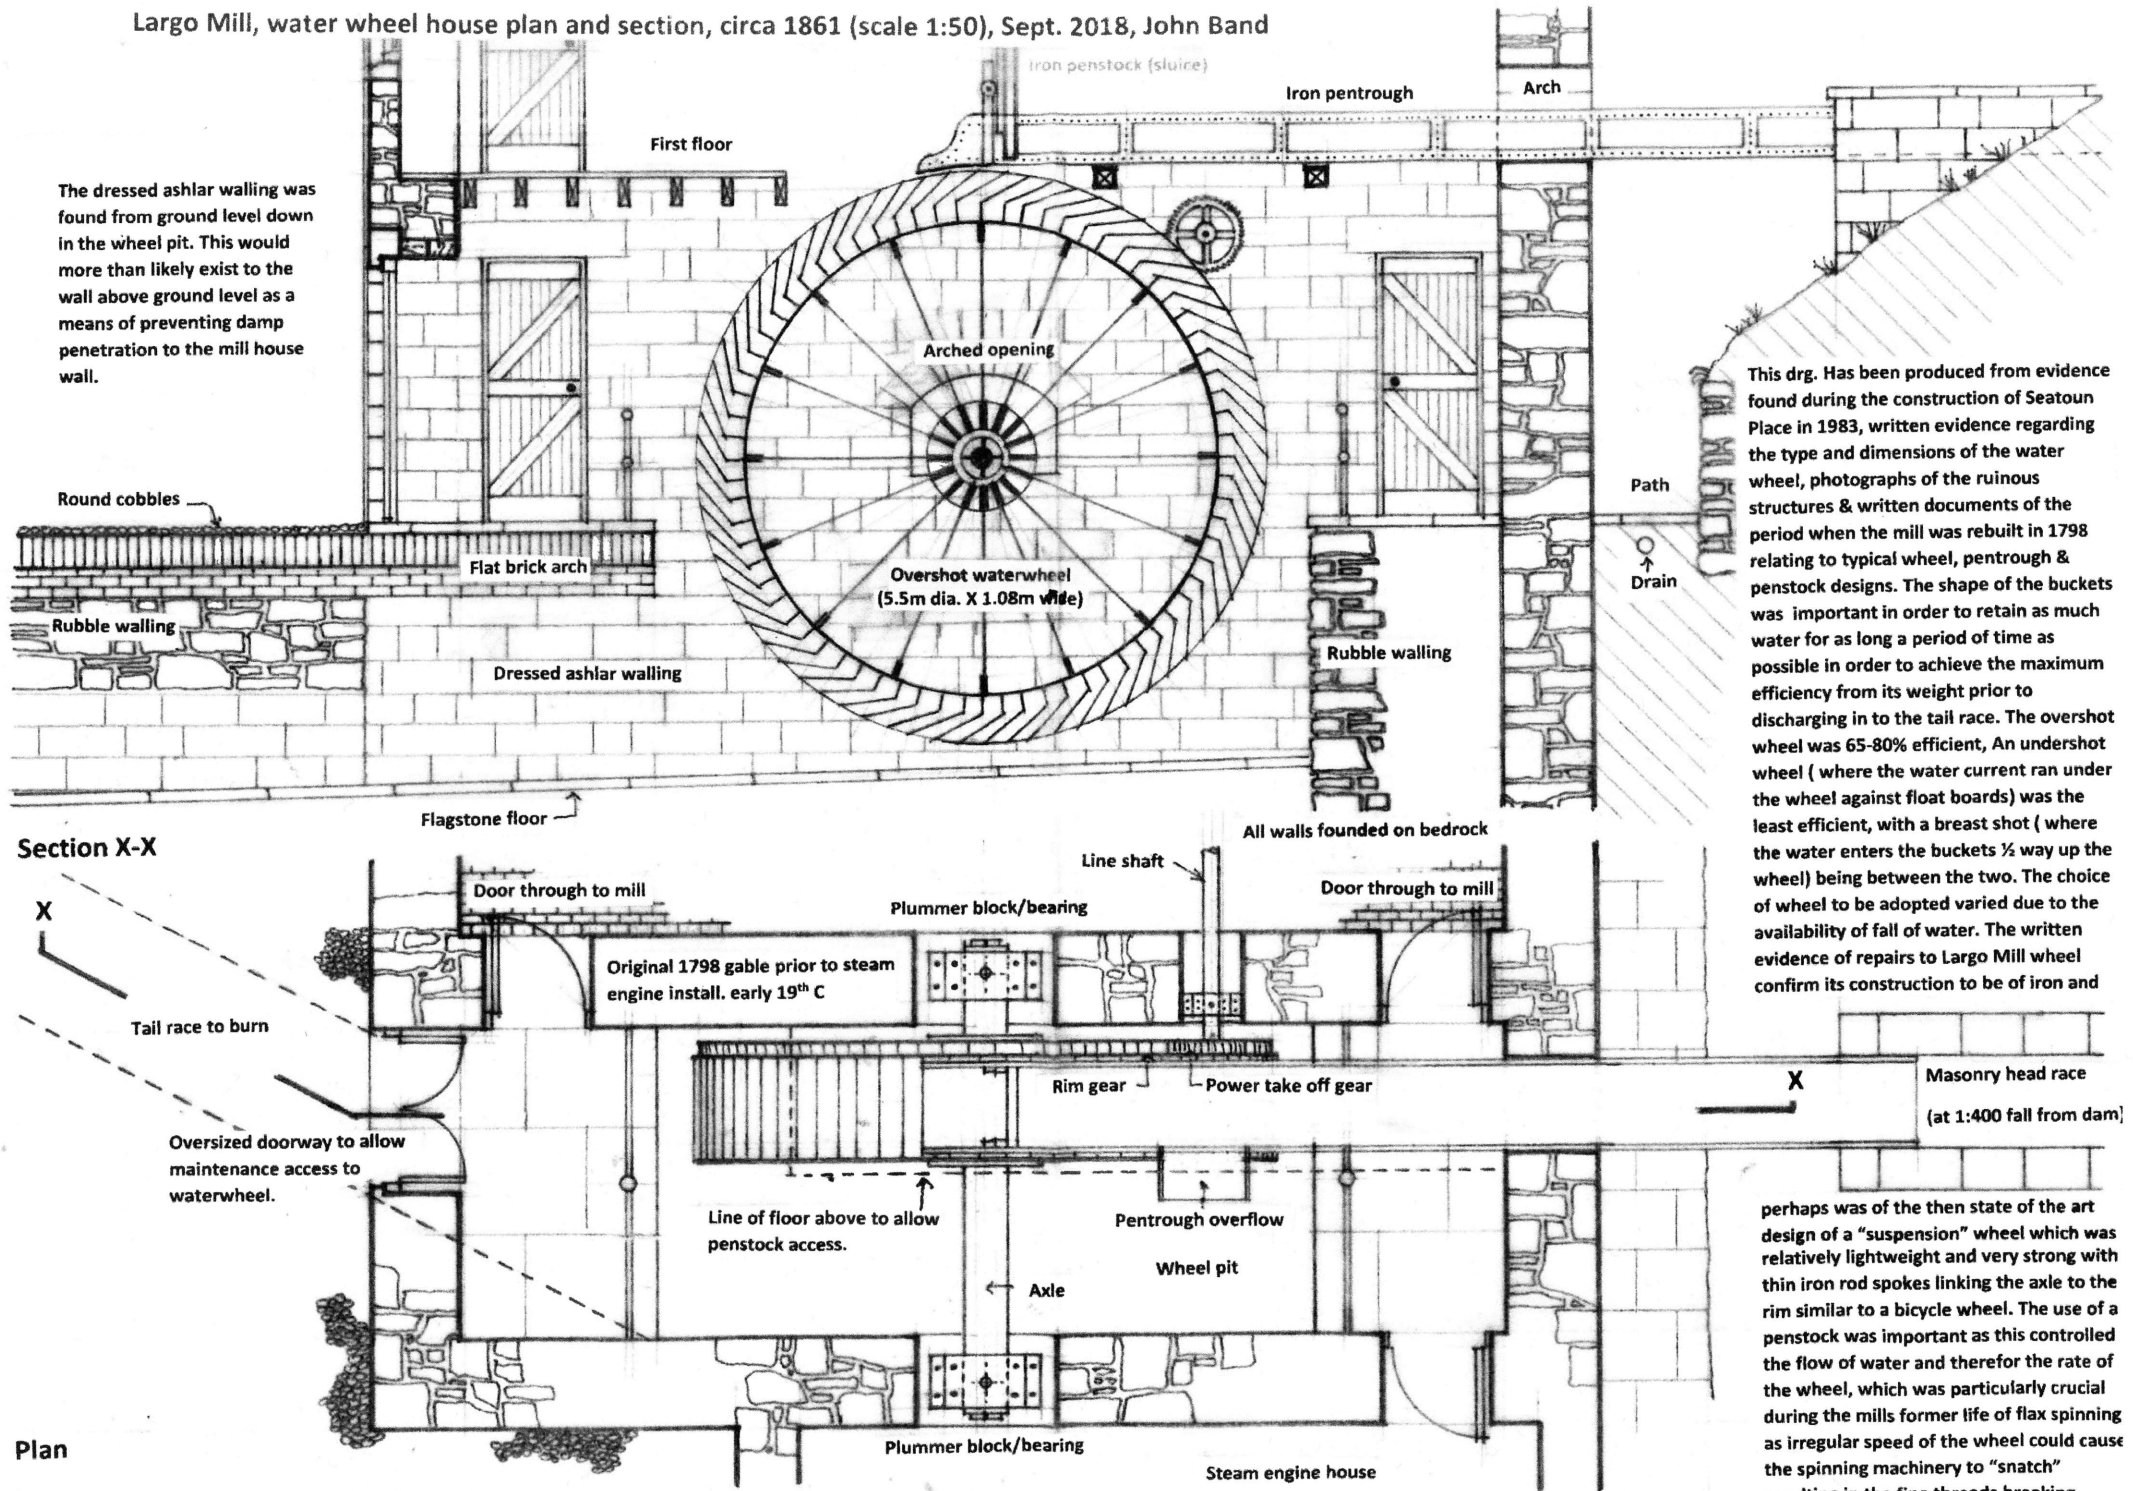 Largo Mill, water wheel house plan and section, circa 1861 (scale 1:50), Sept. 2018, John Band
Iron penstock (sluice)
Iron pentrough
Arch
First floor
The dressed ashlar walling was
found from ground level down
in the wheel pit. This would
more than likely exist to the
wall above ground level as a
means of preventing damp
penetration to the mill house
wall.
Arched opening
Round cobbles
Flat brick arch
Rubble walling
Overshot waterwheel
(5.5m dia. X 1.08m wide)
Dressed ashlar walling
Rubble walling
Path
Drain
Flagstone floor
All walls founded on bedrock
This drg. Has been produced from evidence
found during the construction of Seatoun
Place in 1983, written evidence regarding
the type and dimensions of the water
wheel, photographs of the ruinous
structures & written documents of the
period when the mill was rebuilt in 1798
relating to typical wheel, pentrough &
penstock designs. The shape of the buckets
was important in order to retain as much
water for as long a period of time as
possible in order to achieve the maximum
efficiency from its weight prior to
discharging in to the tail race. The overshot
wheel was 65-80% efficient, An undershot
wheel ( where the water current ran under
the wheel against float boards) was the
least efficient, with a breast shot ( where
the water enters the buckets ½ way up the
wheel) being between the two. The choice
of wheel to be adopted varied due to the
availability of fall of water. The written
evidence of repairs to Largo Mill wheel
confirm its construction to be of iron and
Section X-X
X
Line shaft
Door through to mill
Plummer block/bearing
Door through to mill
Original 1798 gable prior to steam
engine install. early 19th C
Tail race to burn
Rim gear
Power take off gear
X
Masonry head race
(at 1:400 fall from dam)
Oversized doorway to allow
maintenance access to
waterwheel.
Line of floor above to allow
penstock access.
Pentrough overflow
Wheel pit
Axle
perhaps was of the then state of the art
design of a “suspension” wheel which was
relatively lightweight and very strong with
thin iron rod spokes linking the axle to the
rim similar to a bicycle wheel. The use of a
penstock was important as this controlled
the flow of water and therefor the rate of
the wheel, which was particularly crucial
during the mills former life of flax spinning
as irregular speed of the wheel could cause
the spinning machinery to “snatch”
in the fine threads breaking
Plan
Plummer block/bearing
Steam engine house